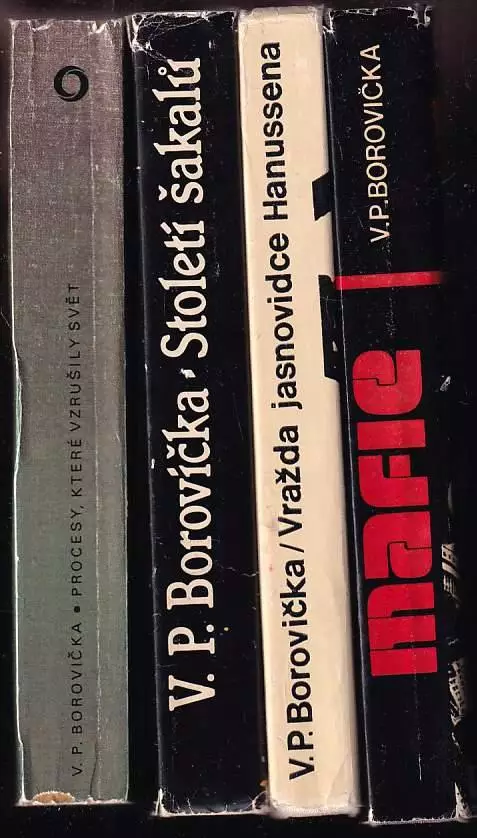 V. P. BOROVIČKA • PROCESY, KTERÉ VZRUŠILY SVĚT
V. P. Borovička • Století šakalů
V. P. Borovička / Vražda jasnovidce Hanussena
mafie V. P. BOROVIČKA